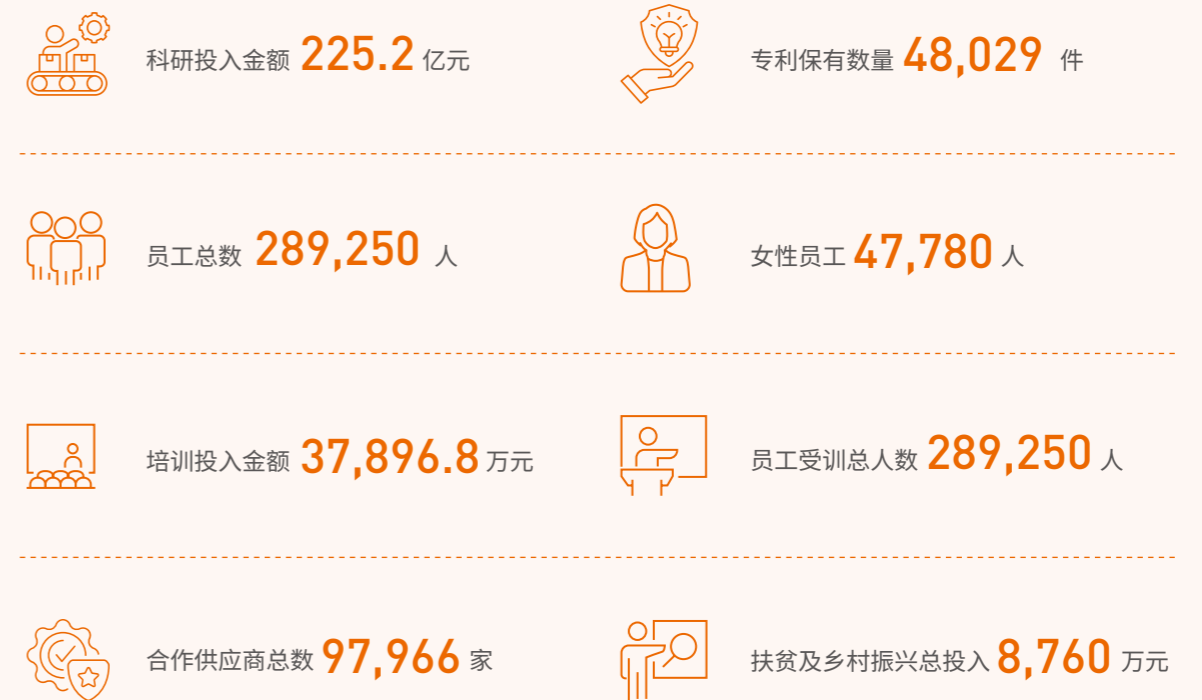 科研投入金额 225.2 亿元
专利保有数量 48,029 件
员工总数 289,250 人
女性员工 47,780 人
培训投入金额 37,896.8 万元
员工受训总人数 289,250 人
合作供应商总数 97,966 家
扶贫及乡村振兴总投入 8,760 万元